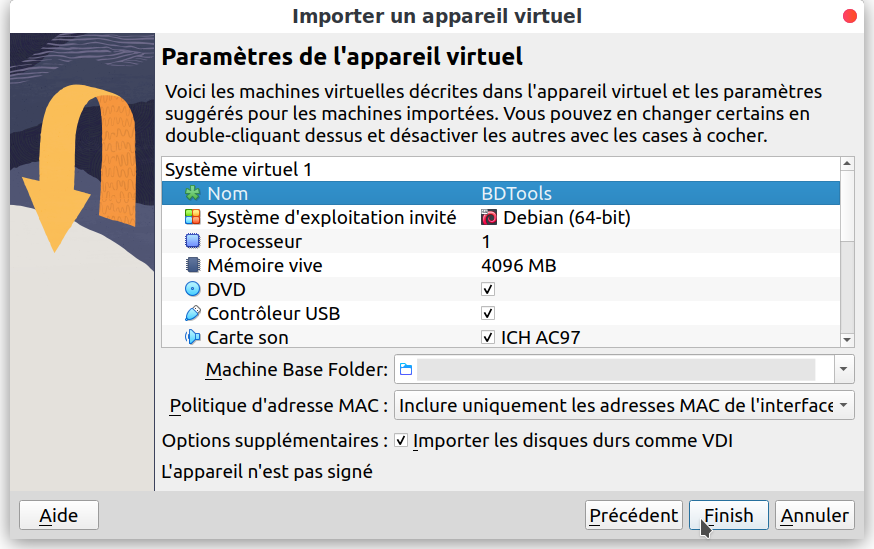 Importer un appareil virtuel
Paramètres de l'appareil virtuel
Voici les machines virtuelles décrites dans l'appareil virtuel et les paramètres
suggérés pour les machines importées. Vous pouvez en changer certains en
double-cliquant dessus et désactiver les autres avec les cases à cocher.
Système virtuel 1
Nom BDTools
Système d'exploitation invité Debian (64-bit)
Processeur 1
Mémoire vive 4096 MB
DVD
Contrôleur USB
Carte son ICH AC97
Machine Base Folder:
Politique d'adresse MAC : Inclure uniquement les adresses MAC de l'interface
Options supplémentaires : Importer les disques durs comme VDI
L'appareil n'est pas signé
Aide Précédent Finish Annuler